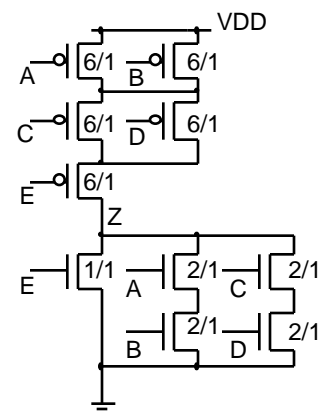 VDD
A 6/1 B 6/1
C 6/1 D 6/1
E 6/1
Z
E 1/1 A 2/1 C 2/1
B 2/1 D 2/1